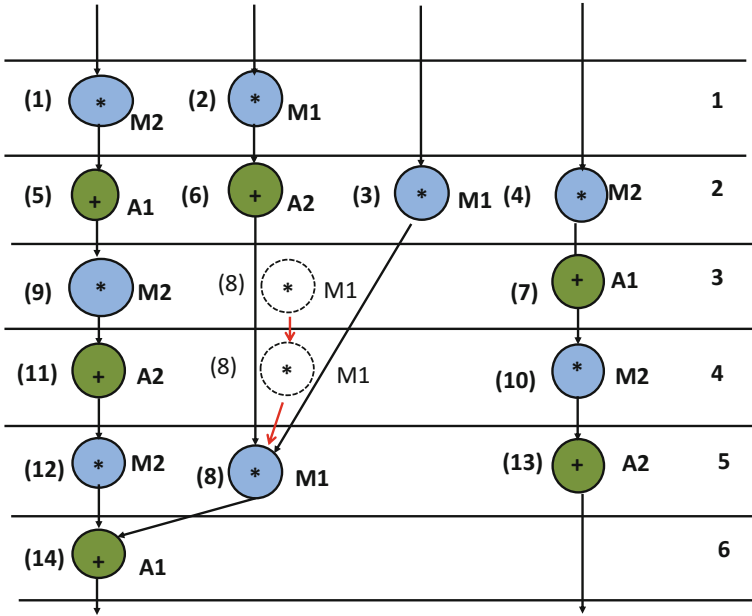 (1) * M2 (2) * M1 1
(5) + A1 (6) + A2 (3) * M1 (4) * M2 2
(9) * M2 (8) * M1 (7) + A1 3
(11) + A2 (8) * M1 (10) * M2 4
(12) * M2 (8) * M1 (13) + A2 5
(14) + A1 6